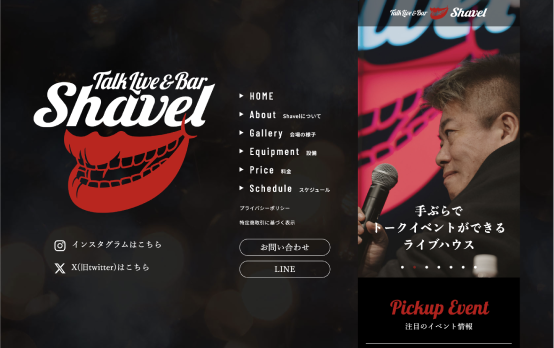 Talk Live & Bar
Shavel
HOME
About Shavelについて
Gallery 会場の様子
Equipment 設備
Price 料金
Schedule スケジュール
プライバシーポリシー
特定商取引に基づく表示
お問い合わせ
LINE
インスタグラムはこちら
X(旧twitter)はこちら
Talk Live & Bar Shavel
手ぶらで
トークイベントができる
ライブハウス
Pickup Event
注目のイベント情報